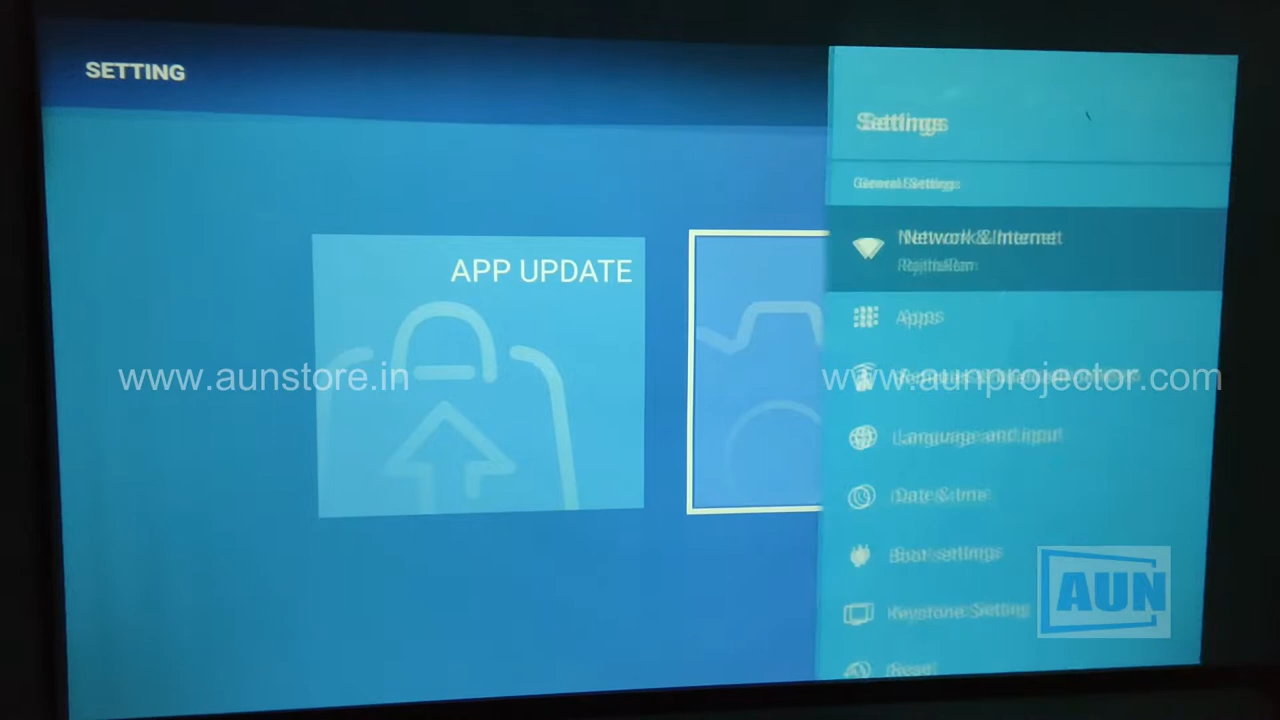 SETTING
APP UPDATE
www.aunstore.in
Settings
General Settings
Network & Internet
Apps
www.aunprojector.com
Language and input
Date & time
Boot settings
Keystone Setting
Reset
AUN